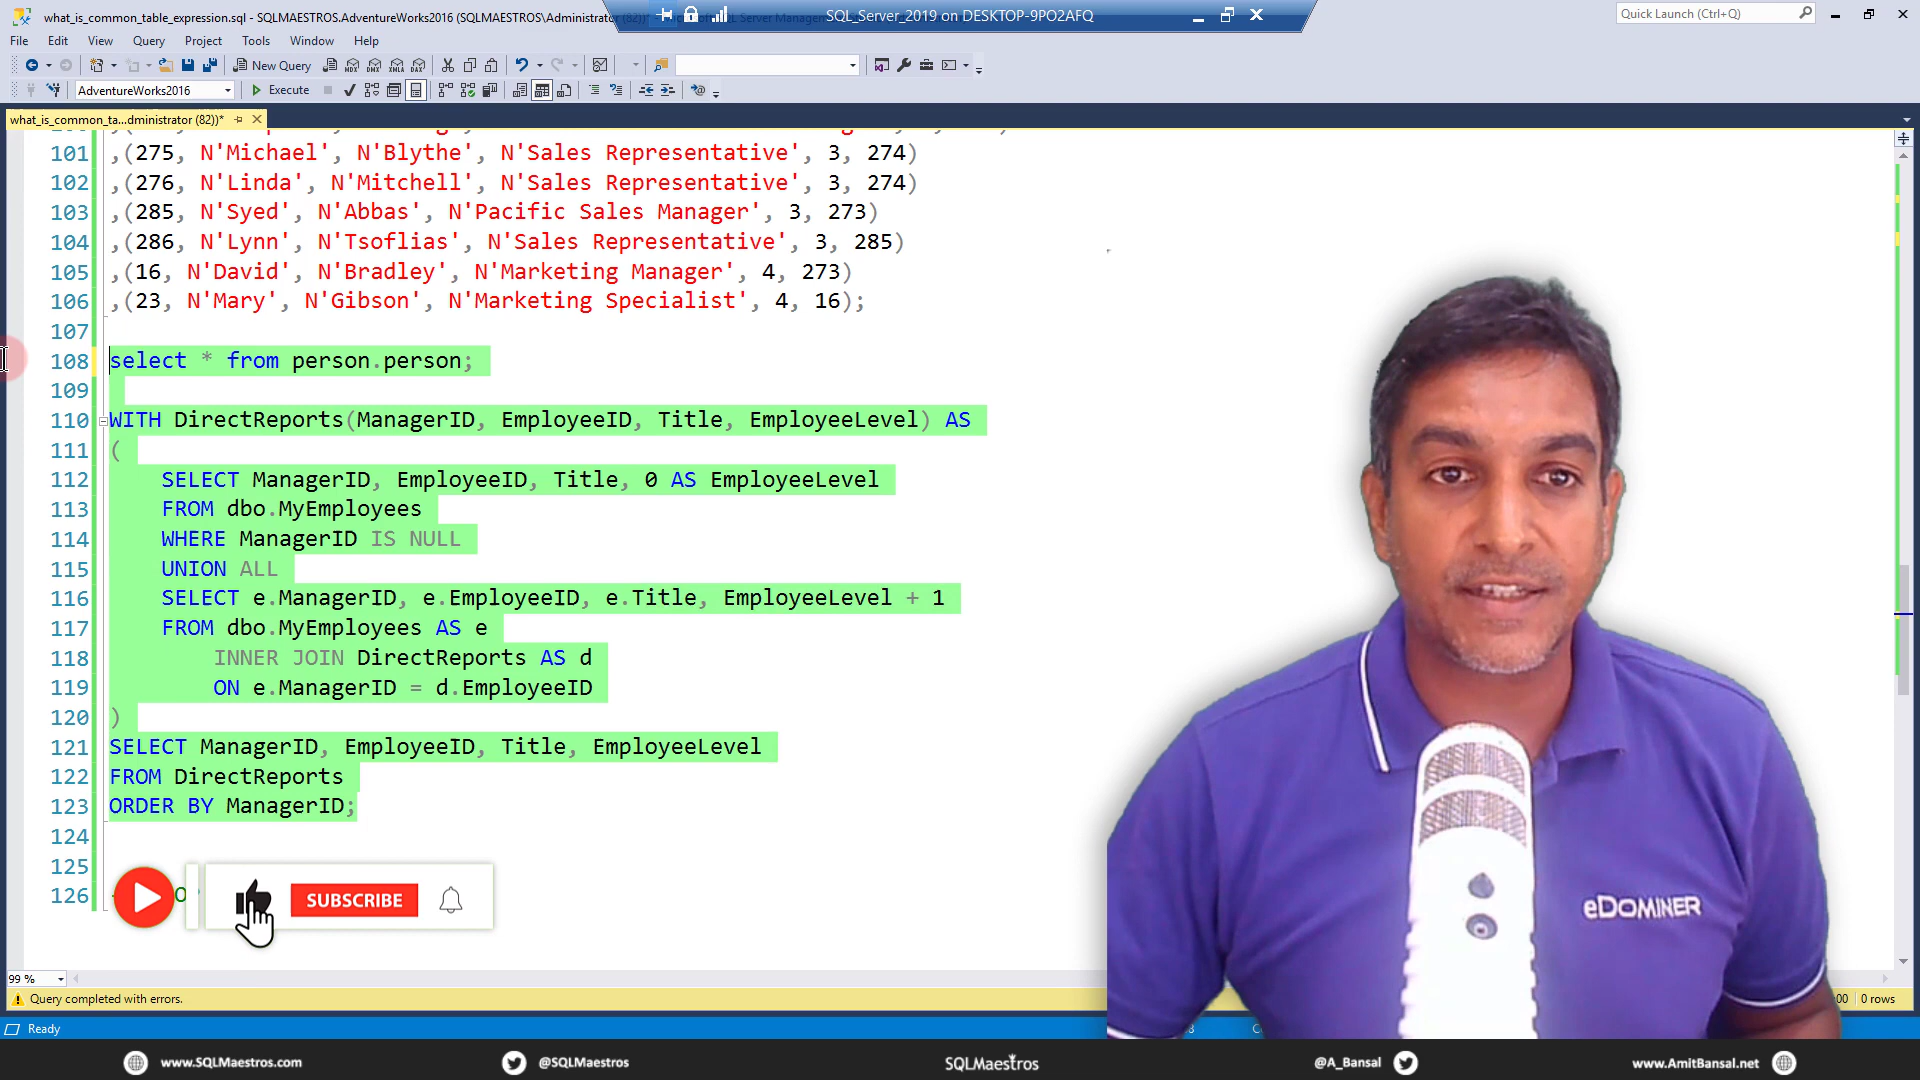 what_is_common_table_expression.sql - SQLMAESTROS.AdventureWorks2016 (SQLMAESTROS\Administrator
SQL_Server_2019 on DESKTOP-9PO2AFQ
Quick Launch (Ctrl+Q)
File Edit View Query Project Tools Window Help
New Query
AdventureWorks2016
Execute
what_is_common_ta...dministrator (82))*
101 ,(275, N'Michael', N'Blythe', N'Sales Representative', 3, 274)
102 ,(276, N'Linda', N'Mitchell', N'Sales Representative', 3, 274)
103 ,(285, N'Syed', N'Abbas', N'Pacific Sales Manager', 3, 273)
104 ,(286, N'Lynn', N'Tsoflias', N'Sales Representative', 3, 285)
105 ,(16, N'David', N'Bradley', N'Marketing Manager', 4, 273)
106 ,(23, N'Mary', N'Gibson', N'Marketing Specialist', 4, 16);
107
108 select * from person.person;
109
110 WITH DirectReports(ManagerID, EmployeeID, Title, EmployeeLevel) AS
111 (
112 SELECT ManagerID, EmployeeID, Title, 0 AS EmployeeLevel
113 FROM dbo.MyEmployees
114 WHERE ManagerID IS NULL
115 UNION ALL
116 SELECT e.ManagerID, e.EmployeeID, e.Title, EmployeeLevel + 1
117 FROM dbo.MyEmployees AS e
118 INNER JOIN DirectReports AS d
119 ON e.ManagerID = d.EmployeeID
120 )
121 SELECT ManagerID, EmployeeID, Title, EmployeeLevel
122 FROM DirectReports
123 ORDER BY ManagerID;
124
125
126
SUBSCRIBE
eDOMINER
99 %
Query completed with errors.
00 0 rows
Ready
www.SQLMaestros.com
@SQLMaestros
SQLMaestros
@A_Bansal
www.AmitBansal.net